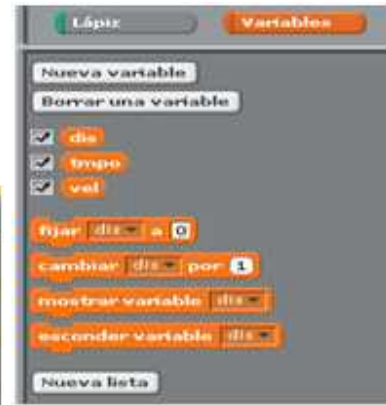 Lápiz Variables
Nueva variable
Borrar una variable
dis
tmpo
vel
fijar dis a 0
cambiar dis por 1
mostrar variable dis
esconder variable dis
Nueva lista